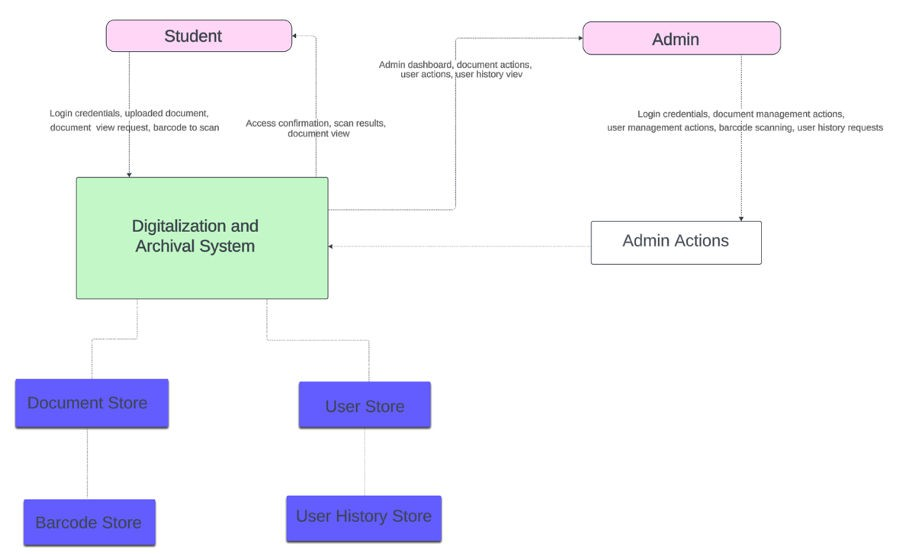 Student
Admin
Admin dashboard, document actions,
user actions, user history viev
Login credentials, uploaded document,
document view request, barcode to scan
Access confirmation, scan results,
document view
Login credentials, document management actions,
user management actions, barcode scanning, user history requests
Digitalization and
Archival System
Admin Actions
Document Store
User Store
Barcode Store
User History Store